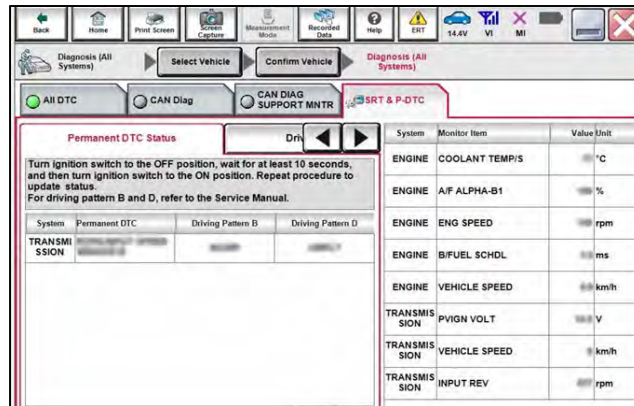 Back
Home
Print Screen
Screen Capture
Measurement Mode
Recorded Data
Help
ERT
14.4V
VI
MI
Diagnosis (All Systems)
Select Vehicle
Confirm Vehicle
Diagnosis (All Systems)
All DTC
CAN Diag
CAN DIAG SUPPORT MNTR
SRT & P-DTC
Permanent DTC Status
Turn ignition switch to the OFF position, wait for at least 10 seconds,
and then turn ignition switch to the ON position. Repeat procedure to
update status.
For driving pattern B and D, refer to the Service Manual.
System Permanent DTC Driving Pattern B Driving Pattern D
TRANSMI
SSION
System Monitor Item Value Unit
ENGINE COOLANT TEMP/S °C
ENGINE A/F ALPHA-B1 %
ENGINE ENG SPEED rpm
ENGINE B/FUEL SCHDL ms
ENGINE VEHICLE SPEED km/h
TRANSMIS
SION PVIGN VOLT V
TRANSMIS
SION VEHICLE SPEED km/h
TRANSMIS
SION INPUT REV rpm